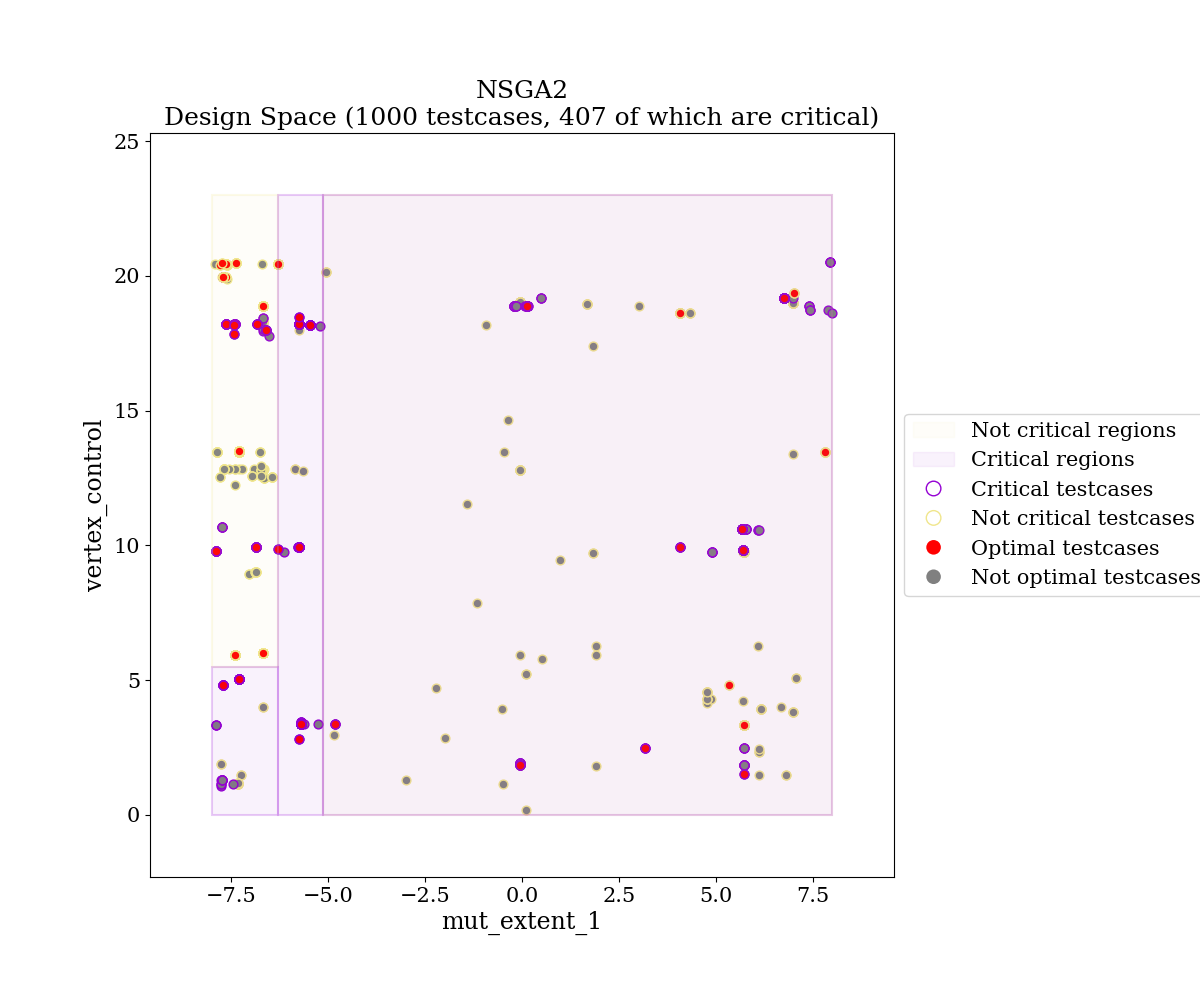 NSGA2
Design Space (1000 testcases, 407 of which are critical)
25
20
15
10
5
0
vertex_control
−7.5 −5.0 −2.5 0.0 2.5 5.0 7.5
mut_extent_1
Not critical regions
Critical regions
Critical testcases
Not critical testcases
Optimal testcases
Not optimal testcases